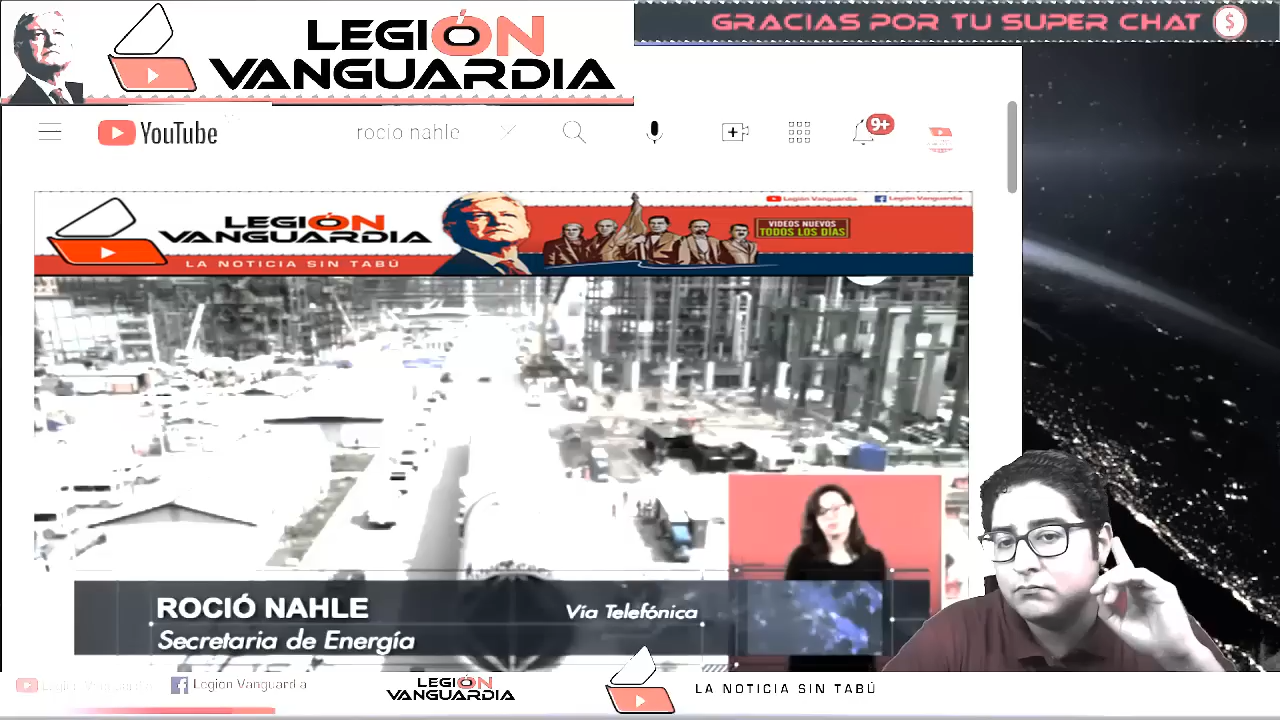 LEGIÓN
VANGUARDIA
GRACIAS POR TU SUPER CHAT
$
YouTube
rocio nahle
9+
LEGIÓN
VANGUARDIA
LA NOTICIA SIN TABÚ
Legión Vanguardia
Legión Vanguardia
VIDEOS NUEVOS
TODOS LOS DÍAS
ROCIÓ NAHLE
Vía Telefónica
Secretaria de Energía
Legion Vanguardia
Legion Vanguardia
LEGIÓN
VANGUARDIA
LA NOTICIA SIN TABÚ